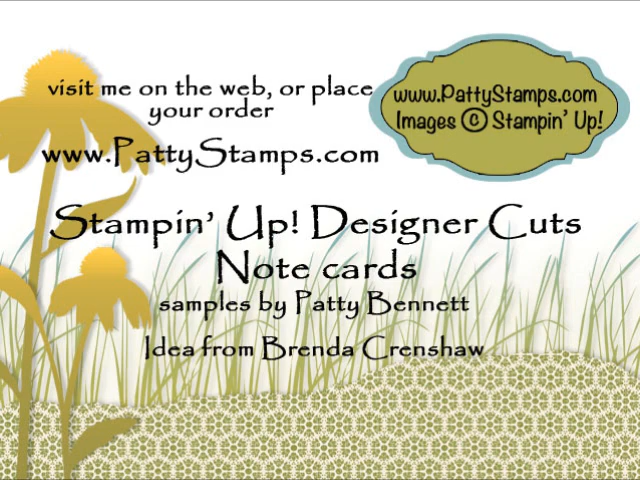 visit me on the web, or place
your order
www.PattyStamps.com
www.PattyStamps.com
Images © Stampin' Up!
Stampin' Up! Designer Cuts
Note cards
samples by Patty Bennett
Idea from Brenda Crenshaw